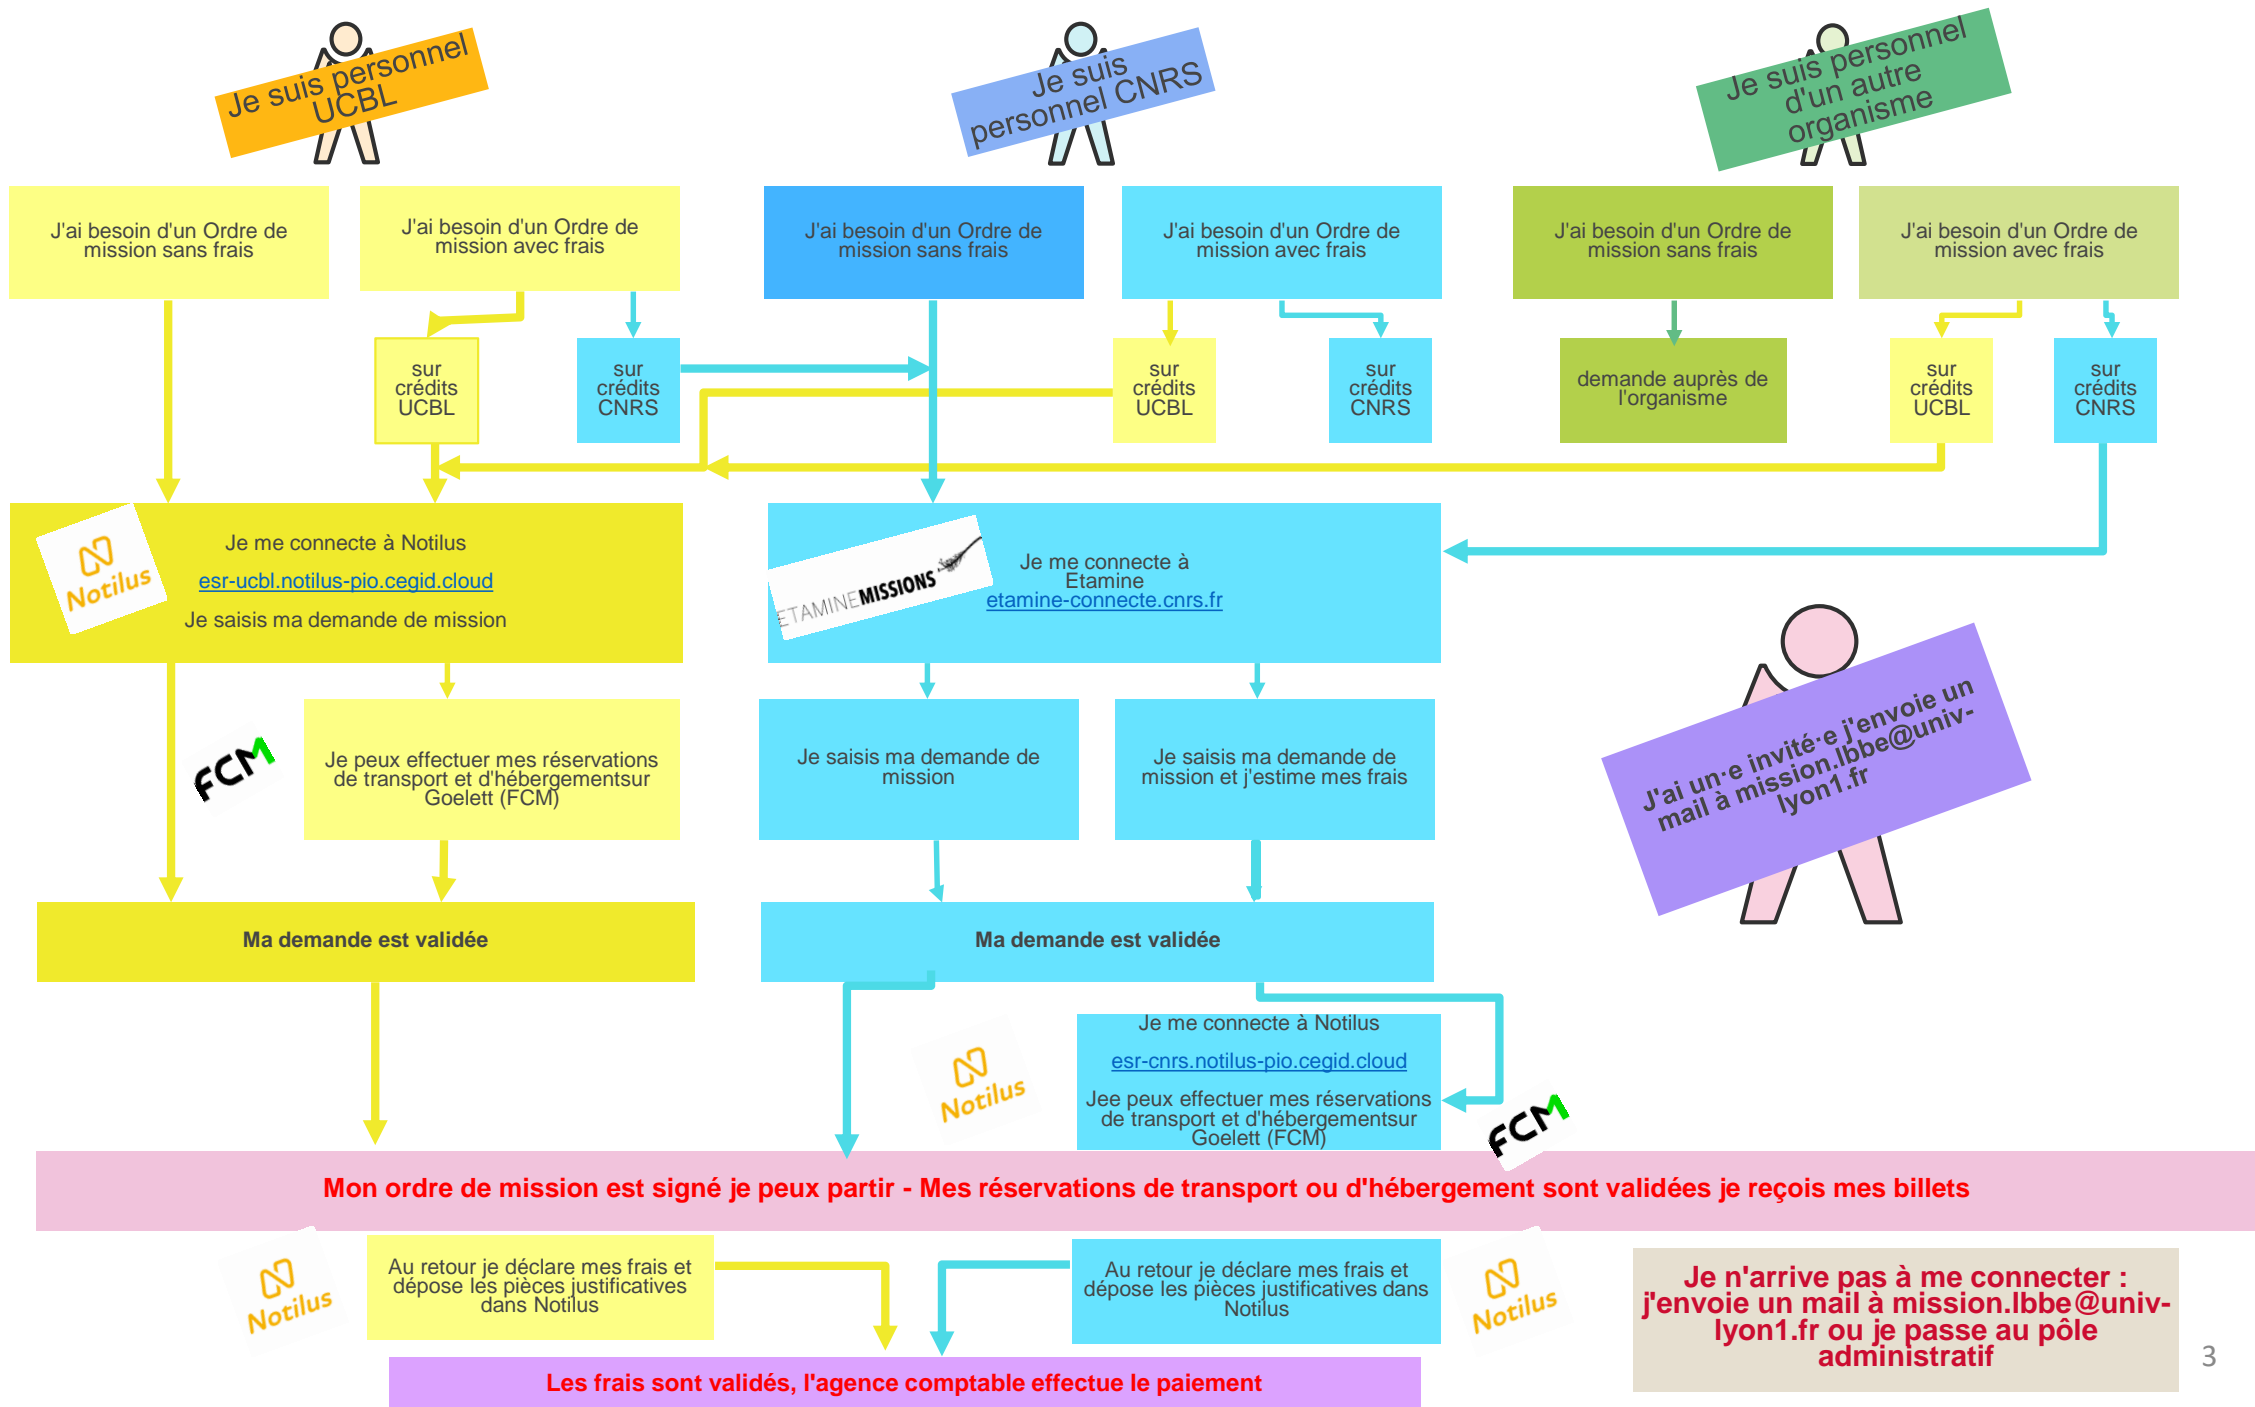 Je suis personnel
UCBL
Je suis
personnel CNRS
Je suis personnel
d'un autre
organisme
J'ai besoin d'un Ordre de
mission sans frais
J'ai besoin d'un Ordre de
mission avec frais
J'ai besoin d'un Ordre de
mission sans frais
J'ai besoin d'un Ordre de
mission avec frais
J'ai besoin d'un Ordre de
mission sans frais
J'ai besoin d'un Ordre de
mission avec frais
sur
crédits
UCBL
sur
crédits
CNRS
sur
crédits
UCBL
sur
crédits
CNRS
demande auprès de
l'organisme
sur
crédits
UCBL
sur
crédits
CNRS
Notilus
Je me connecte à Notilus
esr-ucbl.notilus-pio.cegid.cloud
Je saisis ma demande de mission
ETAMINEMISSIONS
Je me connecte à
Etamine
etamine-connecte.cnrs.fr
FCM
Je peux effectuer mes réservations
de transport et d'hébergementsur
Goelett (FCM)
Je saisis ma demande de
mission
Je saisis ma demande de
mission et j'estime mes frais
J'ai un·e invité·e j'envoie un
mail à mission.lbbe@univ-
lyon1.fr
Ma demande est validée
Ma demande est validée
Notilus
Je me connecte à Notilus
esr-cnrs.notilus-pio.cegid.cloud
Jee peux effectuer mes réservations
de transport et d'hébergementsur
Goelett (FCM)
FCM
Mon ordre de mission est signé je peux partir - Mes réservations de transport ou d'hébergement sont validées je reçois mes billets
Notilus
Au retour je déclare mes frais et
dépose les pièces justificatives
dans Notilus
Au retour je déclare mes frais et
dépose les pièces justificatives dans
Notilus
Notilus
Je n'arrive pas à me connecter :
j'envoie un mail à mission.lbbe@univ-
lyon1.fr ou je passe au pôle
administratif
Les frais sont validés, l'agence comptable effectue le paiement
3